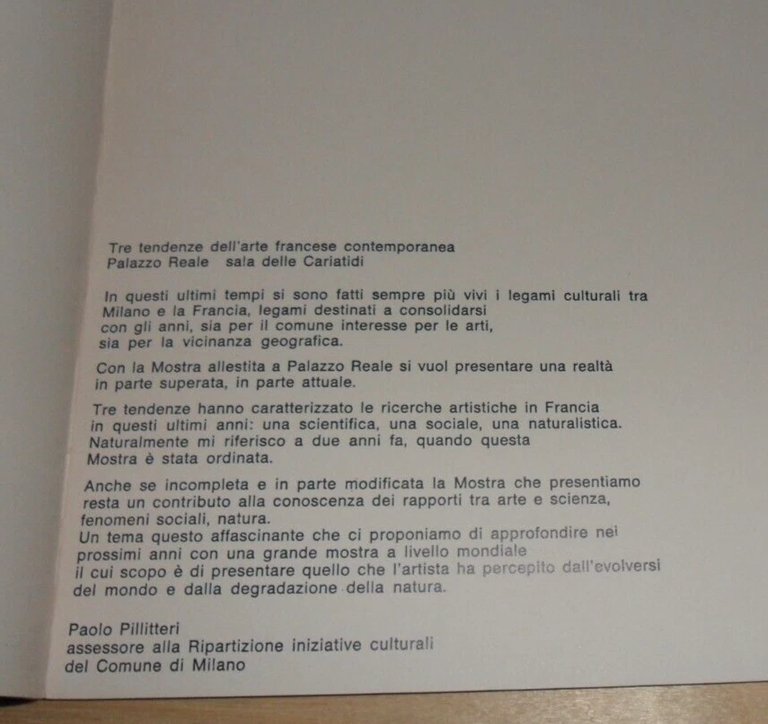 Tre tendenze dell'arte francese contemporanea
Palazzo Reale sala delle Cariatidi
In questi ultimi tempi si sono fatti sempre più vivi i legami culturali tra
Milano e la Francia, legami destinati a consolidarsi
con gli anni, sia per il comune interesse per le arti,
sia per la vicinanza geografica.
Con la Mostra allestita a Palazzo Reale si vuol presentare una realtà
in parte superata, in parte attuale.
Tre tendenze hanno caratterizzato le ricerche artistiche in Francia
in questi ultimi anni: una scientifica, una sociale, una naturalistica.
Naturalmente mi riferisco a due anni fa, quando questa
Mostra è stata ordinata.
Anche se incompleta e in parte modificata la Mostra che presentiamo
resta un contributo alla conoscenza dei rapporti tra arte e scienza,
fenomeni sociali, natura.
Un tema questo affascinante che ci proponiamo di approfondire nei
prossimi anni con una grande mostra a livello mondiale
il cui scopo è di presentare quello che l'artista ha percepito dall'evolversi
del mondo e dalla degradazione della natura.
Paolo Pillitteri
assessore alla Ripartizione iniziative culturali
del Comune di Milano